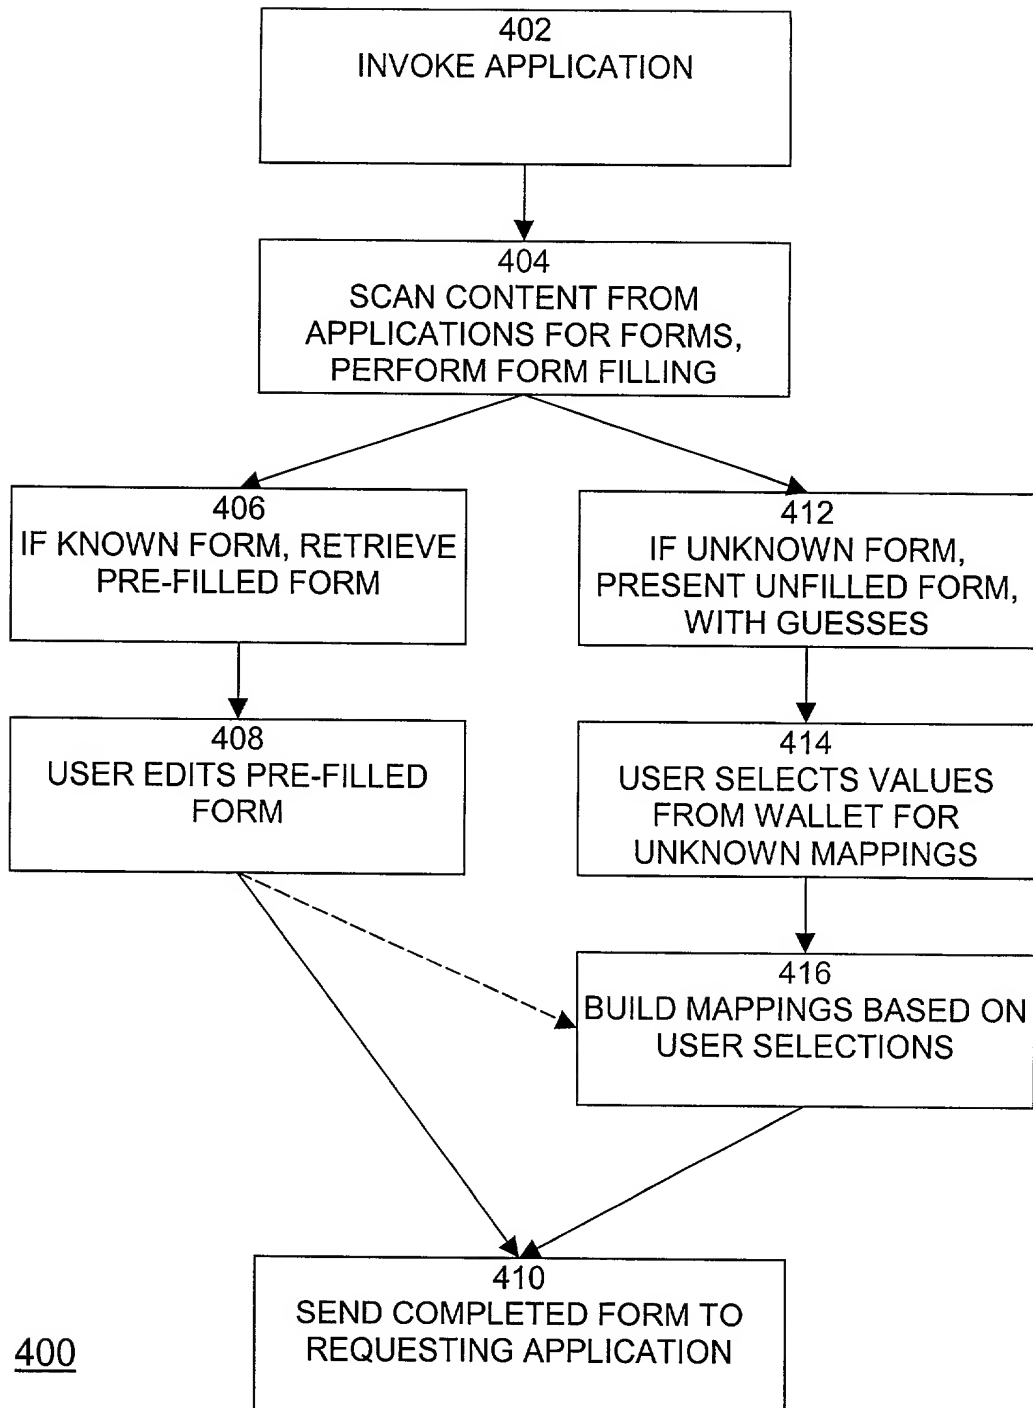 402
INVOKE APPLICATION
404
SCAN CONTENT FROM
APPLICATIONS FOR FORMS,
PERFORM FORM FILLING
406
IF KNOWN FORM, RETRIEVE
PRE-FILLED FORM
412
IF UNKNOWN FORM,
PRESENT UNFILLED FORM,
WITH GUESSES
408
USER EDITS PRE-FILLED
FORM
414
USER SELECTS VALUES
FROM WALLET FOR
UNKNOWN MAPPINGS
416
BUILD MAPPINGS BASED ON
USER SELECTIONS
410
SEND COMPLETED FORM TO
REQUESTING APPLICATION
400